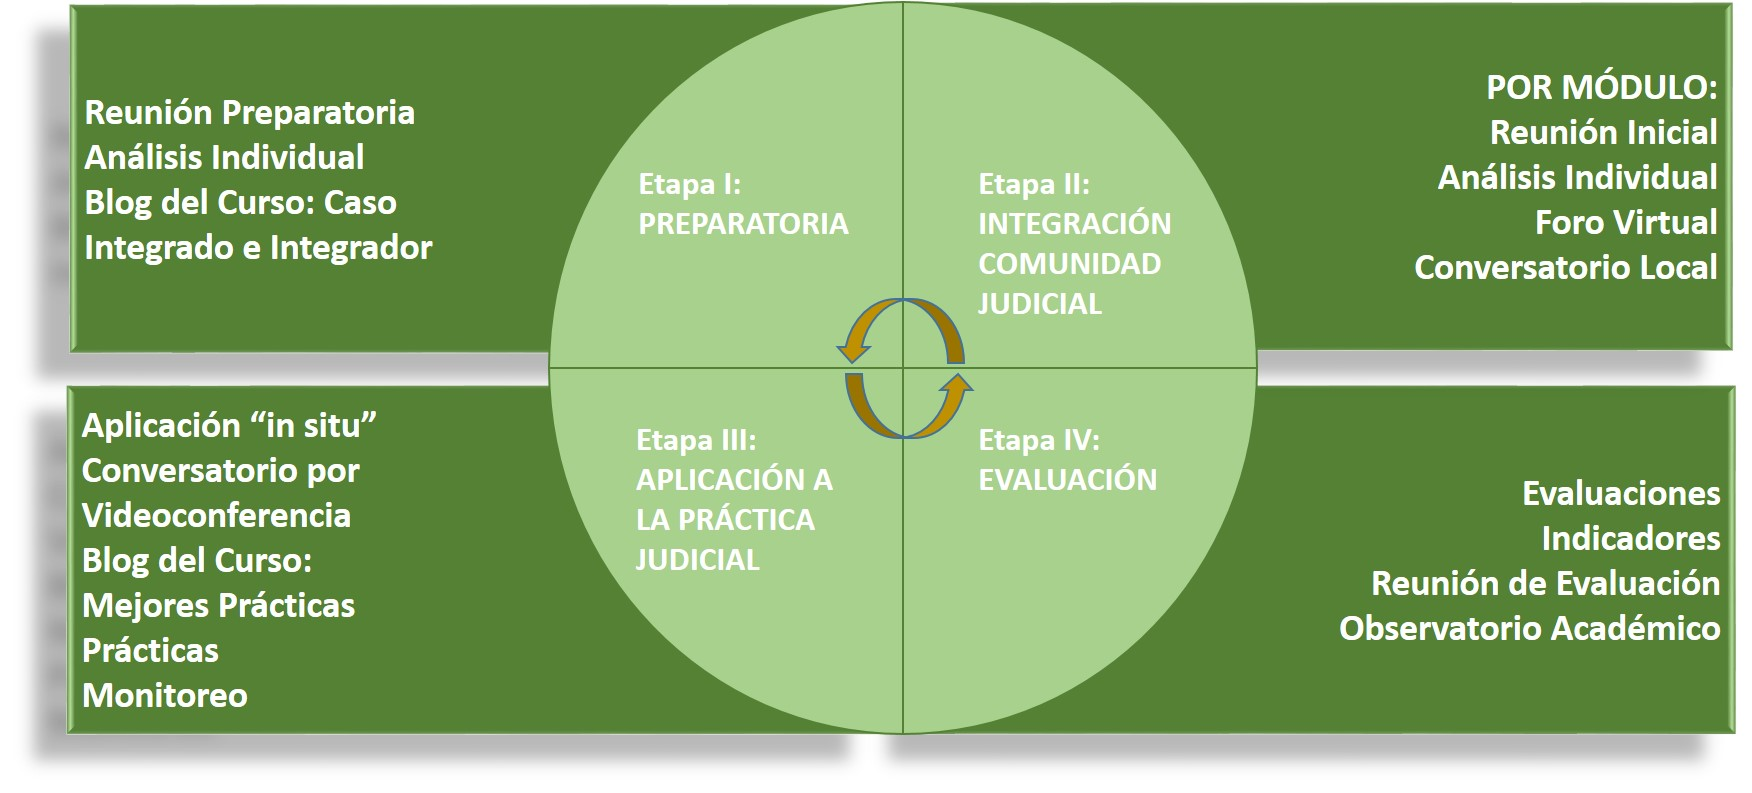 Reunión Preparatoria
Análisis Individual
Blog del Curso: Caso
Integrado e Integrador
Etapa I:
PREPARATORIA
Etapa II:
INTEGRACIÓN
COMUNIDAD
JUDICIAL
POR MÓDULO:
Reunión Inicial
Análisis Individual
Foro Virtual
Conversatorio Local
Aplicación “in situ”
Conversatorio por
Videoconferencia
Blog del Curso:
Mejores Prácticas
Prácticas
Monitoreo
Etapa III:
APLICACIÓN A
LA PRÁCTICA
JUDICIAL
Etapa IV:
EVALUACIÓN
Evaluaciones
Indicadores
Reunión de Evaluación
Observatorio Académico